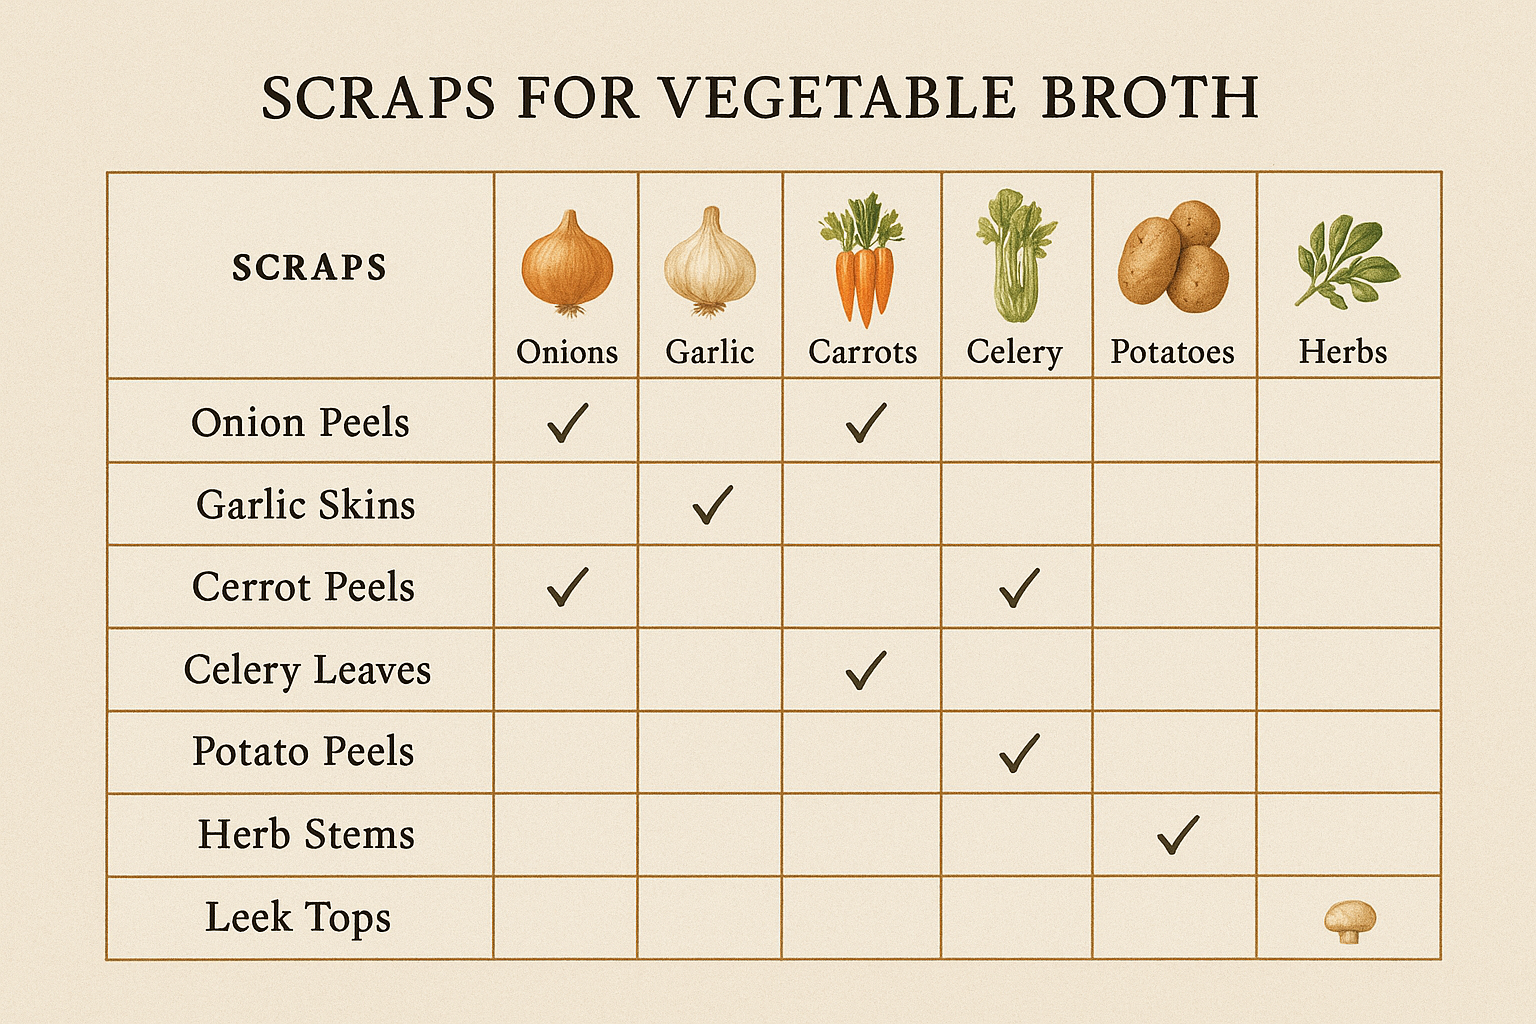 SCRAPS FOR VEGETABLE BROTH
SCRAPS
Onions Garlic Carrots Celery Potatoes Herbs
Onion Peels ✓ ✓
Garlic Skins ✓
Cerrot Peels ✓ ✓
Celery Leaves ✓
Potato Peels ✓
Herb Stems ✓
Leek Tops